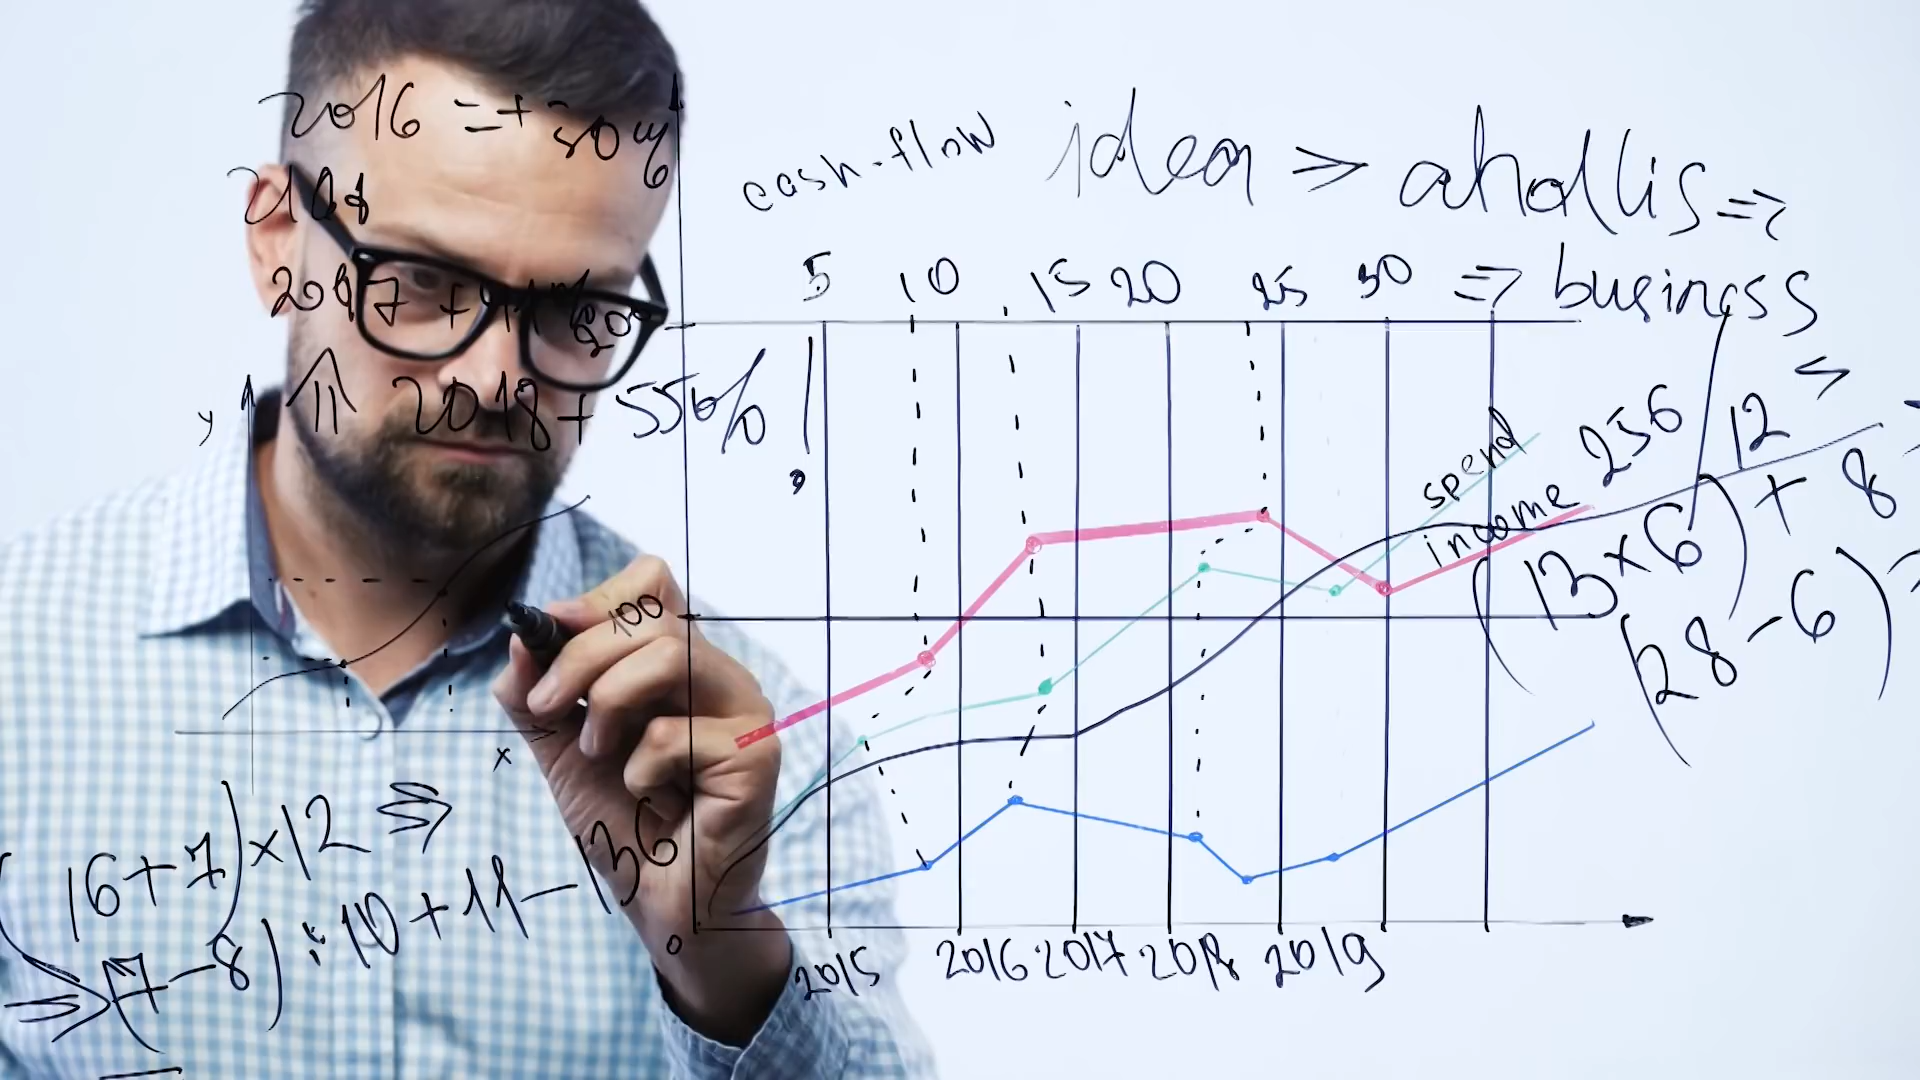 2016 =+30%
cash-flow idea => ahallis =>
5 10 15 20 25 30 => business
2017 +41%
⇑ 2018+ 55% !
y
spend
256
12
income
(13×6)+8
(28-6)
100
x
(16+7)×12 =>
=> (7-8)÷10+11-136
0
2015 2016 2017 2018 2019